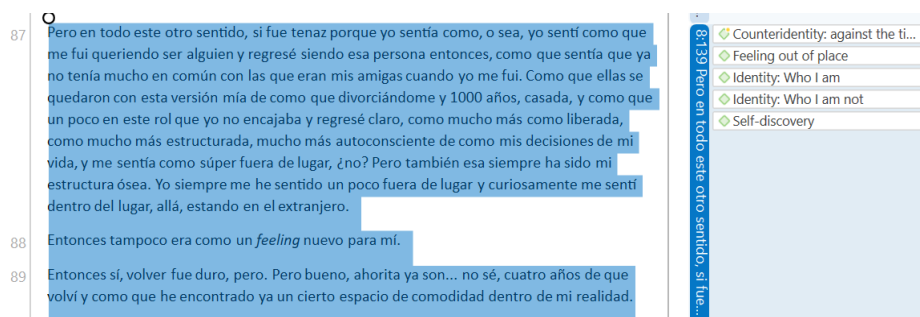 87 Pero en todo este otro sentido, si fue tenaz porque yo sentía como, o sea, yo sentí como que
me fui queriendo ser alguien y regresé siendo esa persona entonces, como que sentía que ya
no tenía mucho en común con las que eran mis amigas cuando yo me fui. Como que ellas se
quedaron con esta versión mía de como que divorciándome y 1000 años, casada, y como que
un poco en este rol que yo no encajaba y regresé claro, como mucho más como liberada,
como mucho más estructurada, mucho más autoconsciente de como mis decisiones de mi
vida, y me sentía como súper fuera de lugar, ¿no? Pero también esa siempre ha sido mi
estructura ósea. Yo siempre me he sentido un poco fuera de lugar y curiosamente me sentí
dentro del lugar, allá, estando en el extranjero.
88 Entonces tampoco era como un feeling nuevo para mí.
89 Entonces sí, volver fue duro, pero. Pero bueno, ahorita ya son... no sé, cuatro años de que
volví y como que he encontrado ya un cierto espacio de comodidad dentro de mi realidad.
8:139 Pero en todo este otro sentido, si fue...
Counteridentity: against the ti...
Feeling out of place
Identity: Who I am
Identity: Who I am not
Self-discovery